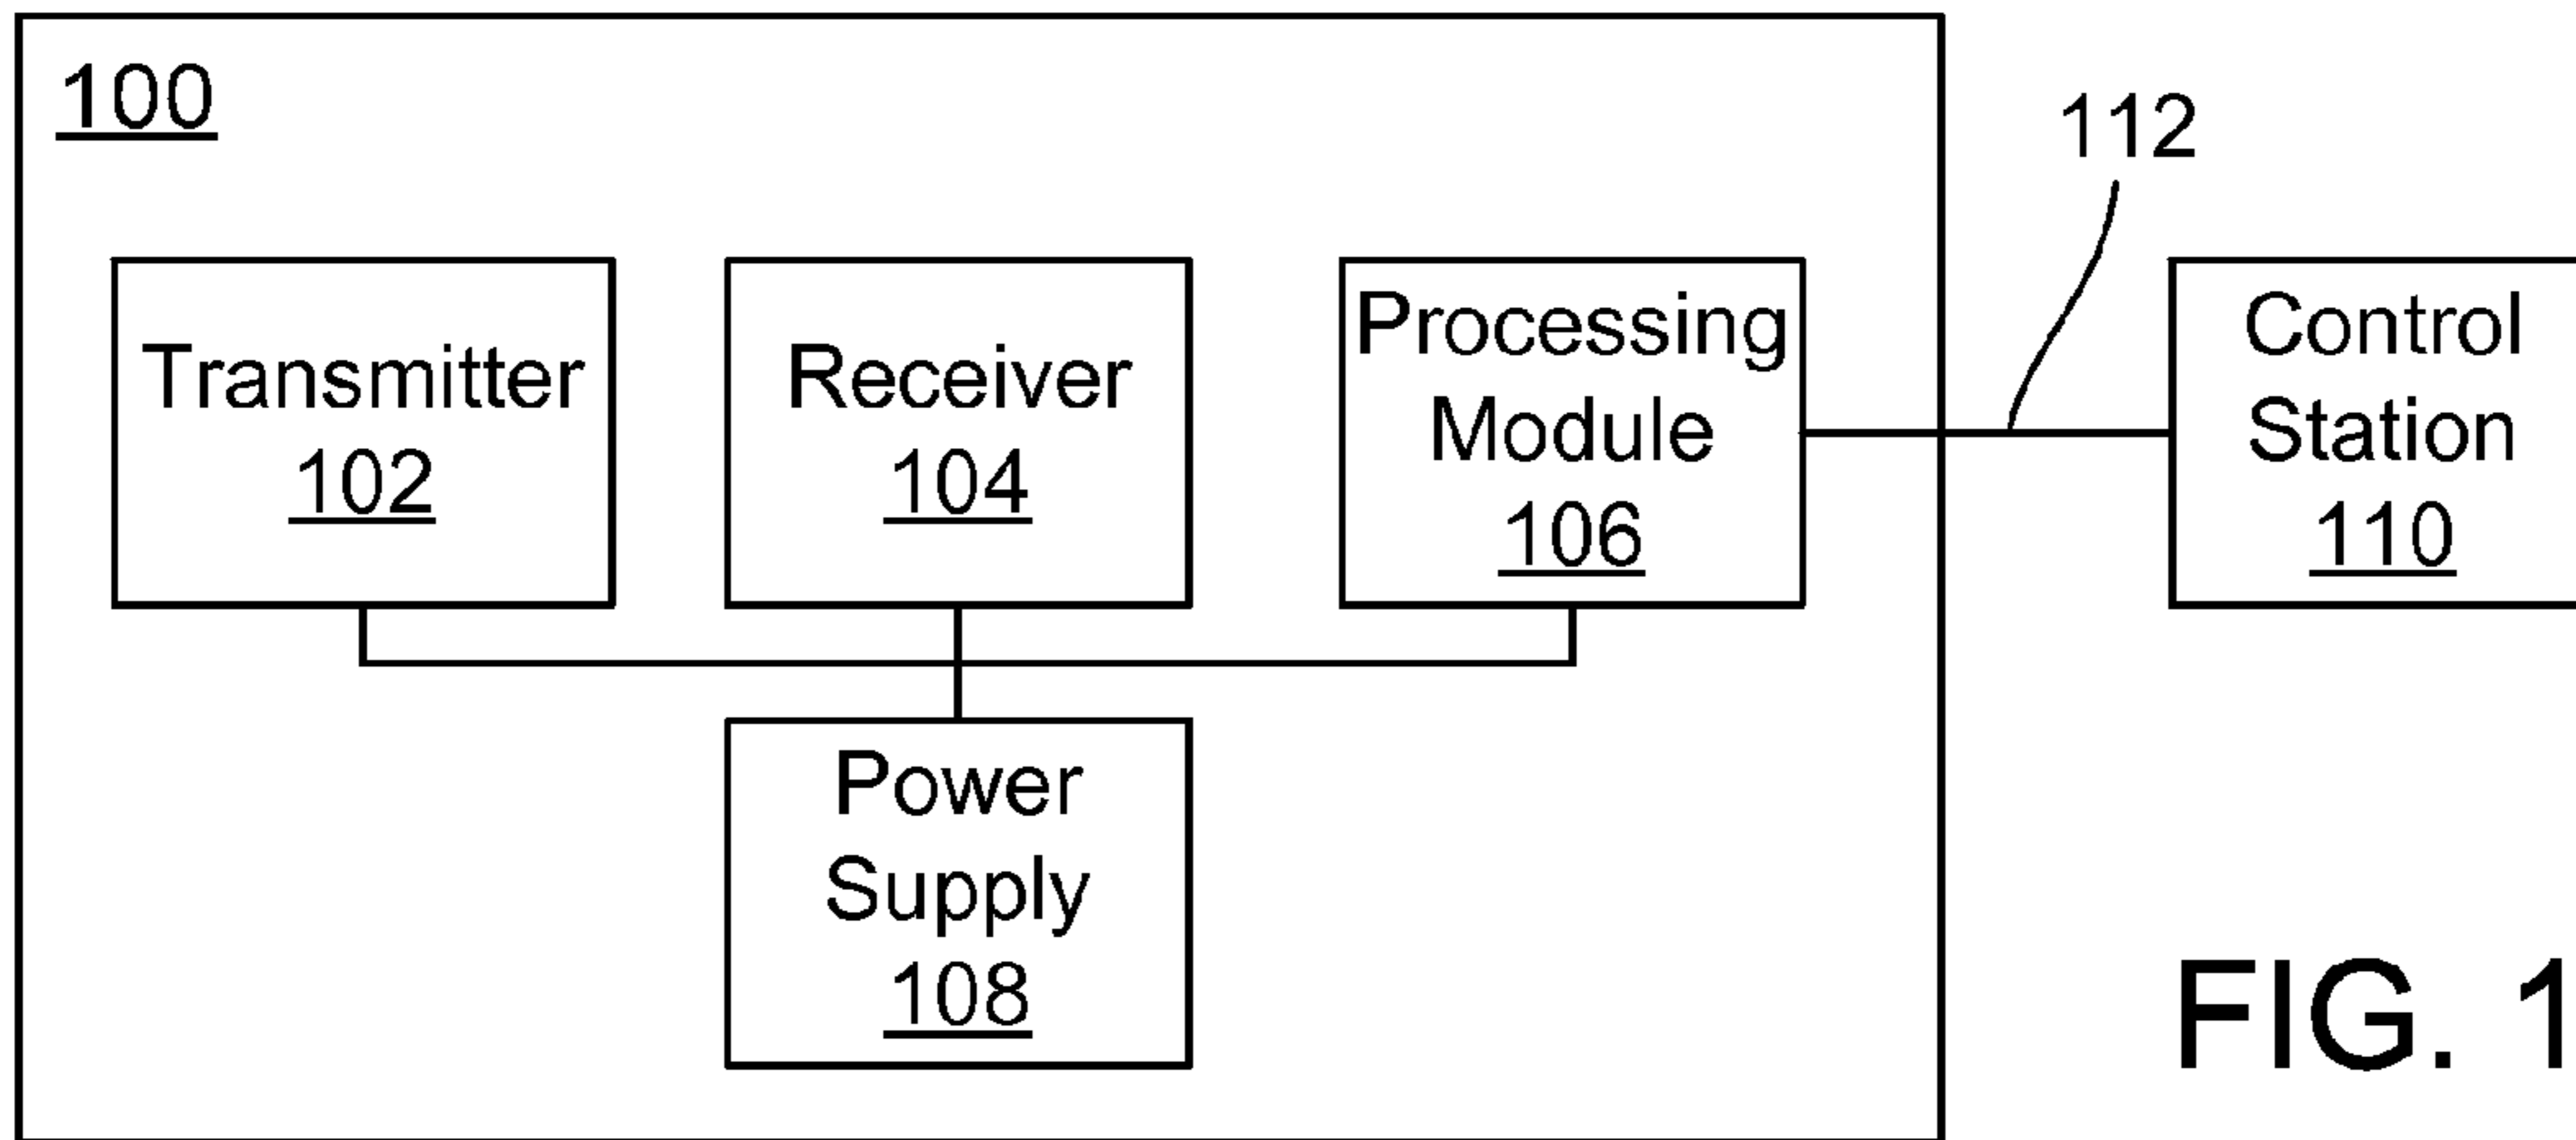 100
112
Transmitter
102
Receiver
104
Processing
Module
106
Control
Station
110
Power
Supply
108
FIG. 1